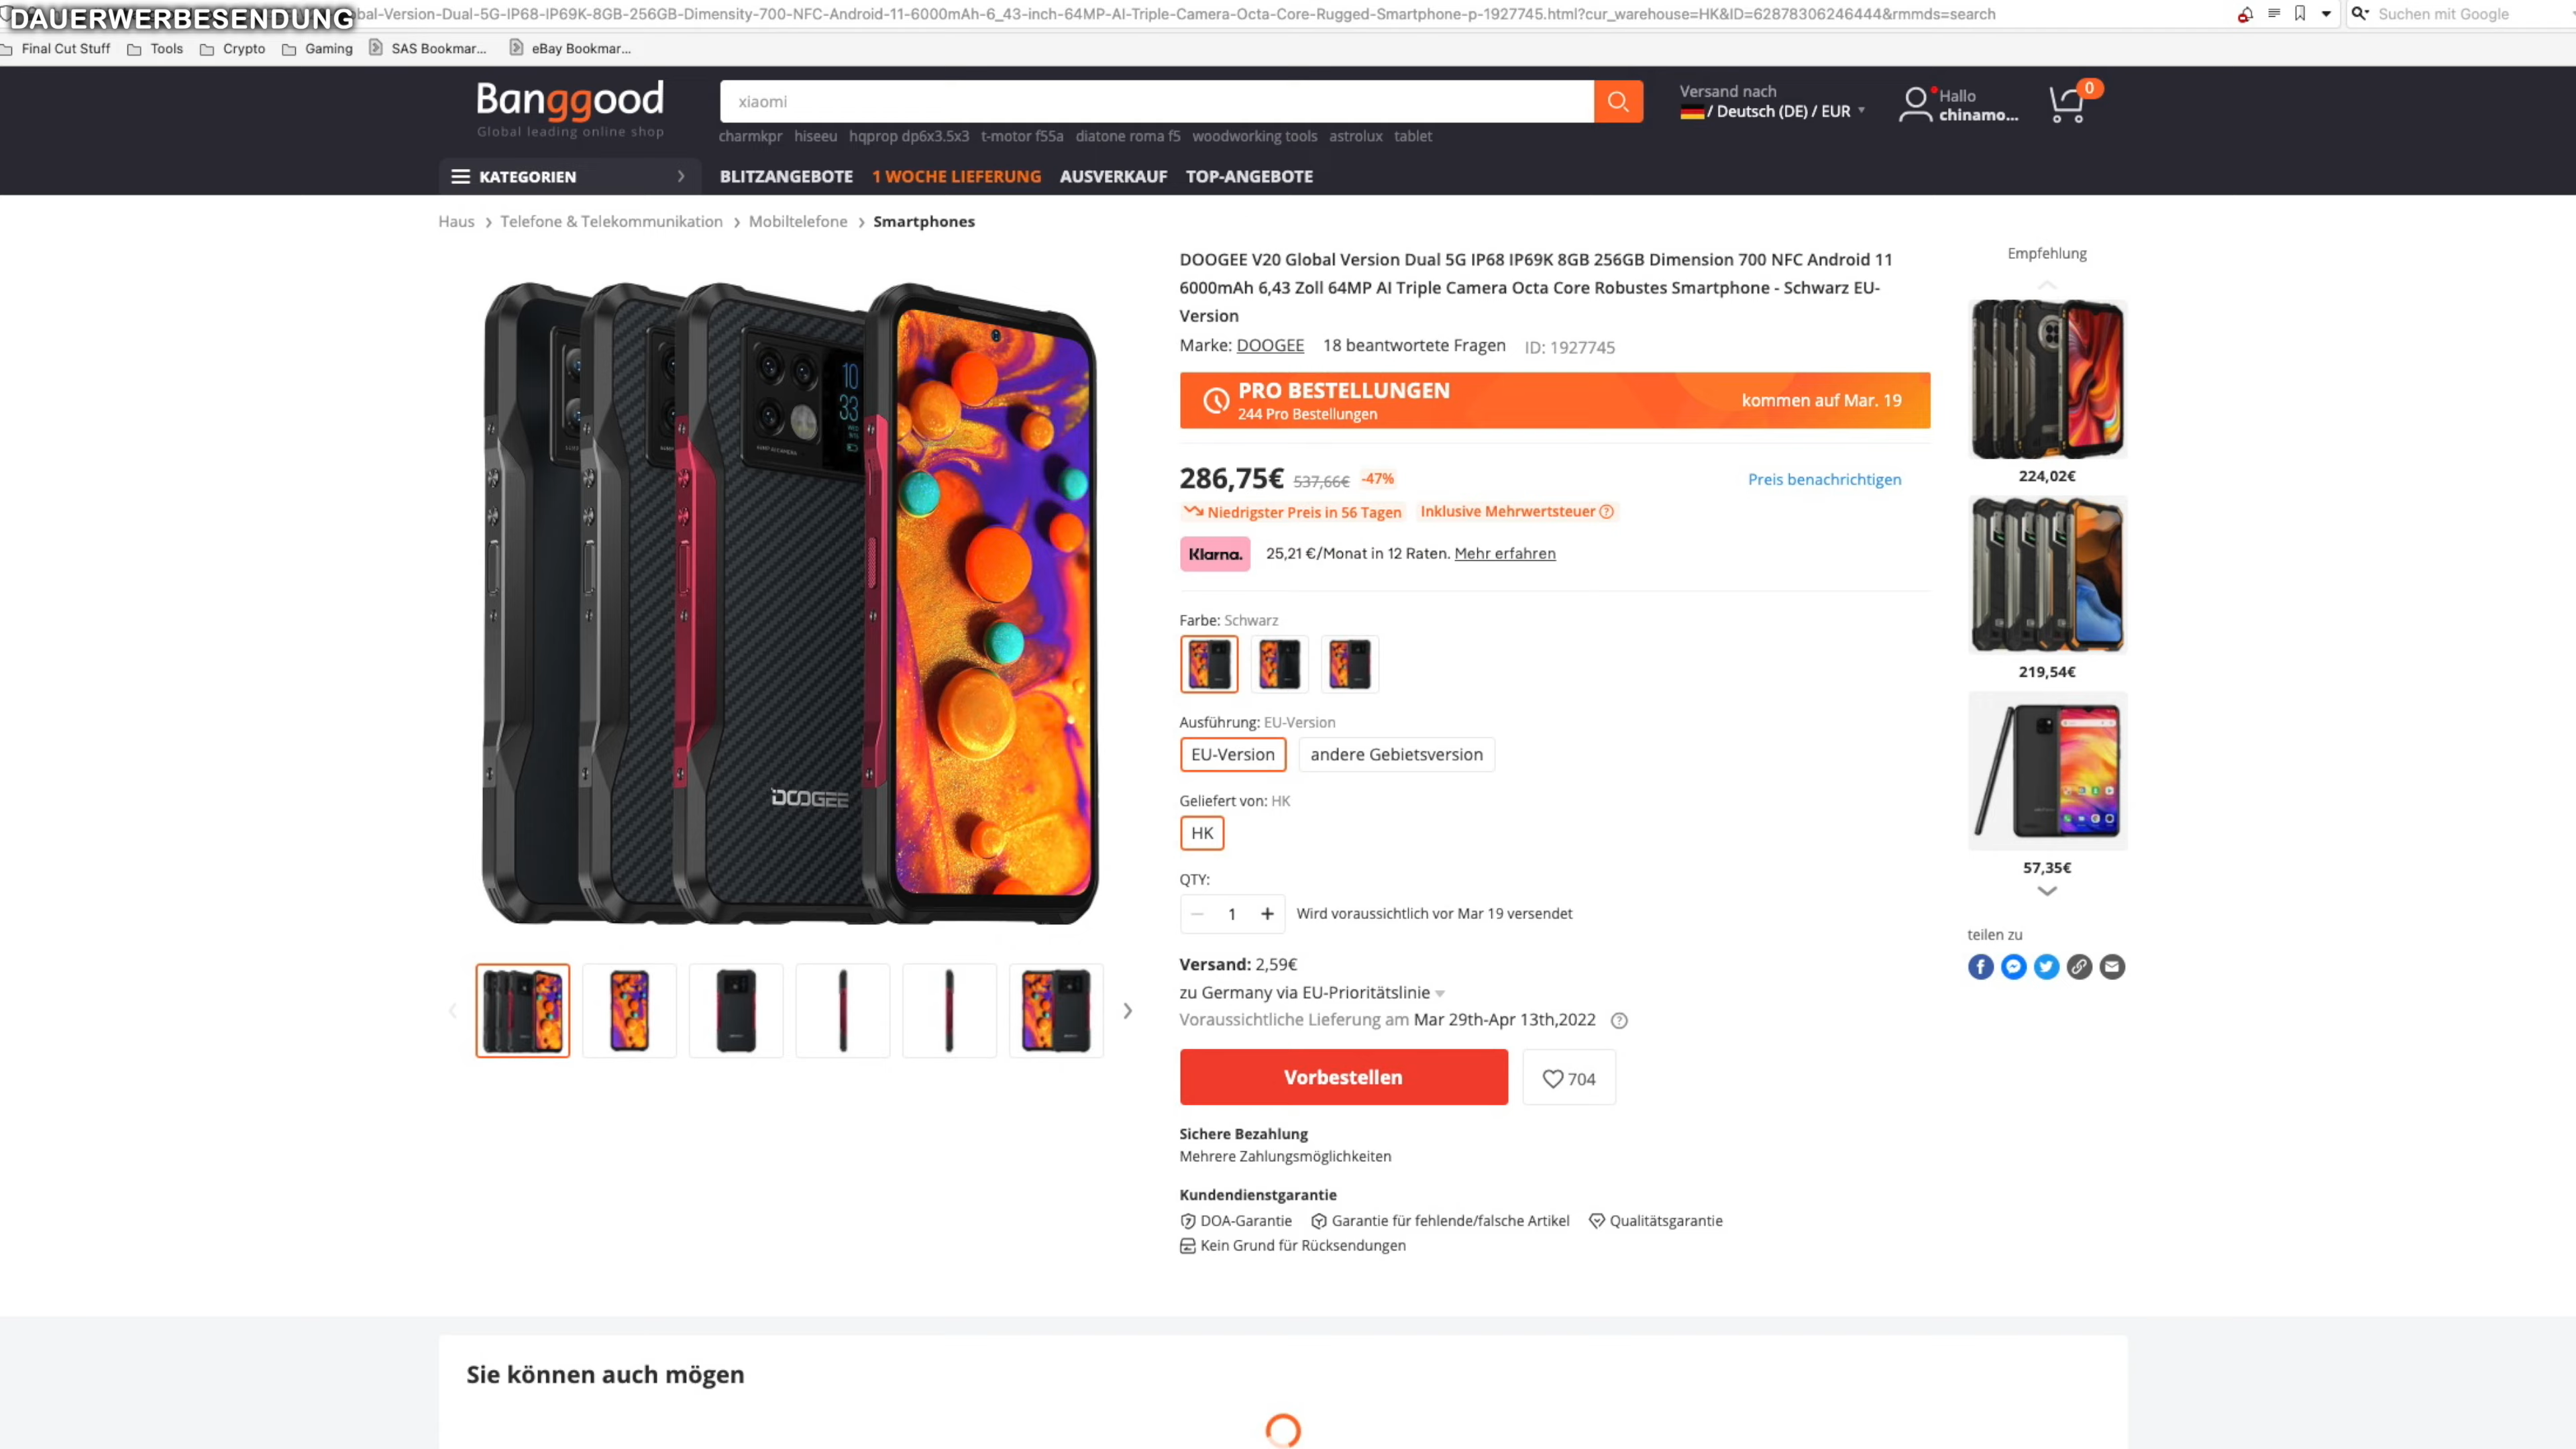 DAUERWERBESENDUNG
bal-Version-Dual-5G-IP68-IP69K-8GB-256GB-Dimensity-700-NFC-Android-11-6000mAh-6_43-inch-64MP-AI-Triple-Camera-Octa-Core-Rugged-Smartphone-p-1927745.html?cur_warehouse=HK&ID=62878306246444&rmmds=search
Suchen mit Google
Final Cut Stuff Tools Crypto Gaming SAS Bookmar... eBay Bookmar...
Banggood
Global leading online shop
xiaomi
charmkpr hiseeu hqprop dp6x3.5x3 t-motor f55a diatone roma f5 woodworking tools astrolux tablet
Versand nach
/ Deutsch (DE) / EUR
Hallo
chinamo...
0
KATEGORIEN
BLITZANGEBOTE 1 WOCHE LIEFERUNG AUSVERKAUF TOP-ANGEBOTE
Haus > Telefone & Telekommunikation > Mobiltelefone > Smartphones
10
33
DOOGEE
DOOGEE V20 Global Version Dual 5G IP68 IP69K 8GB 256GB Dimension 700 NFC Android 11
6000mAh 6,43 Zoll 64MP AI Triple Camera Octa Core Robustes Smartphone - Schwarz EU-
Version
Marke: DOOGEE 18 beantwortete Fragen ID: 1927745
PRO BESTELLUNGEN
244 Pro Bestellungen
kommen auf Mar. 19
286,75€ 537,66€ -47%
Preis benachrichtigen
Niedrigster Preis in 56 Tagen Inklusive Mehrwertsteuer
Klarna. 25,21 €/Monat in 12 Raten. Mehr erfahren
Farbe: Schwarz
Ausführung: EU-Version
EU-Version andere Gebietsversion
Geliefert von: HK
HK
QTY:
1 + Wird voraussichtlich vor Mar 19 versendet
Versand: 2,59€
zu Germany via EU-Prioritätslinie
Voraussichtliche Lieferung am Mar 29th-Apr 13th,2022
Vorbestellen
704
Sichere Bezahlung
Mehrere Zahlungsmöglichkeiten
Kundendienstgarantie
DOA-Garantie Garantie für fehlende/falsche Artikel Qualitätsgarantie
Kein Grund für Rücksendungen
Empfehlung
224,02€
219,54€
57,35€
teilen zu
Sie können auch mögen